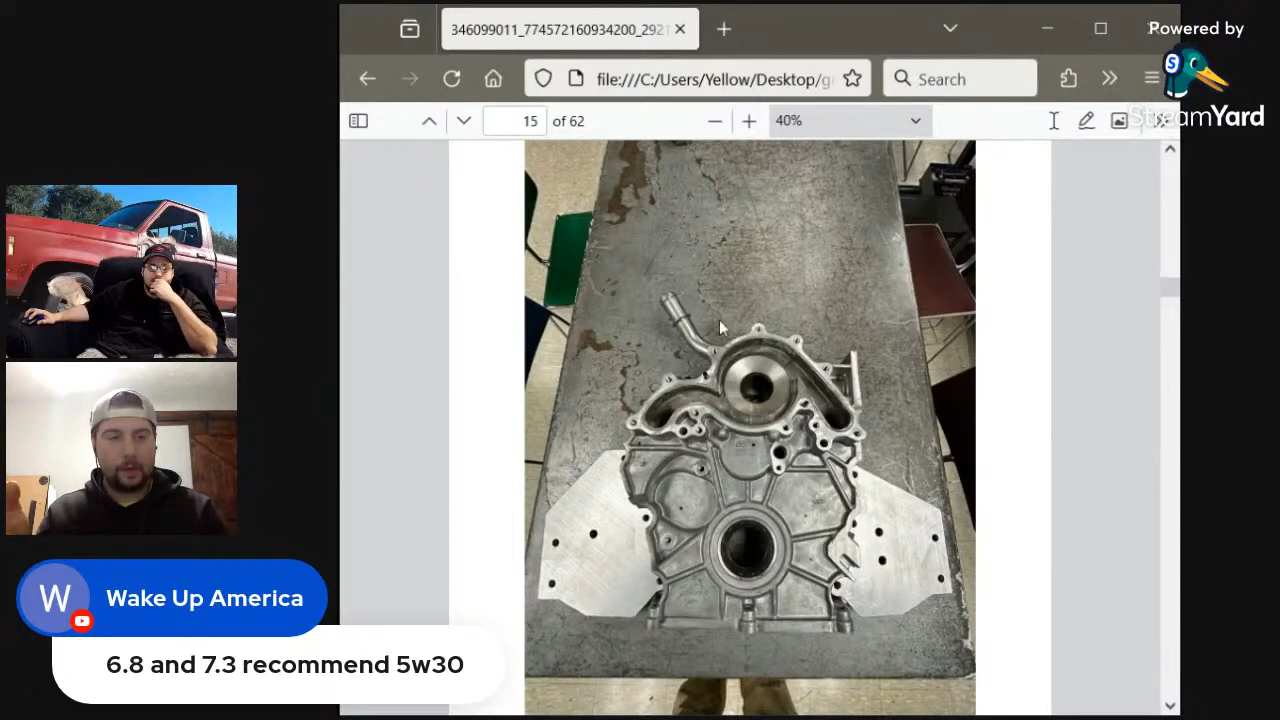 346099011_774572160934200_2921
Powered by
StreamYard
file:///C:/Users/Yellow/Desktop/g
Search
15 of 62
40%
S
W
Wake Up America
6.8 and 7.3 recommend 5w30